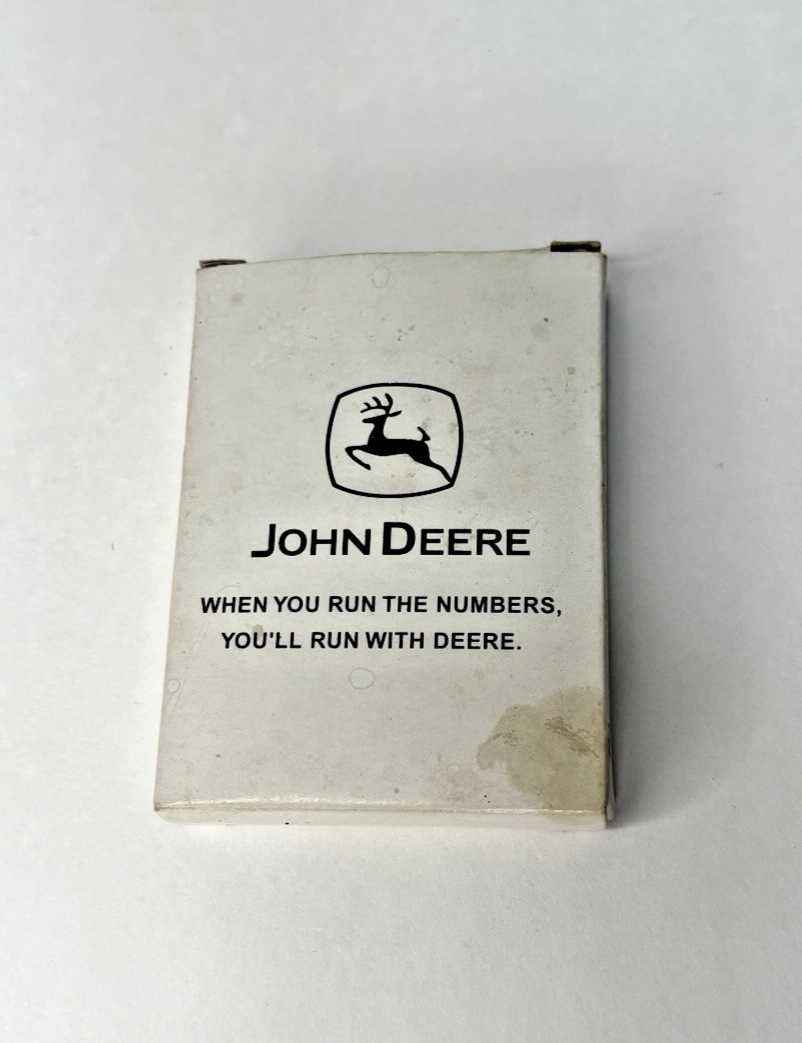 JOHN DEERE
WHEN YOU RUN THE NUMBERS,
YOU'LL RUN WITH DEERE.